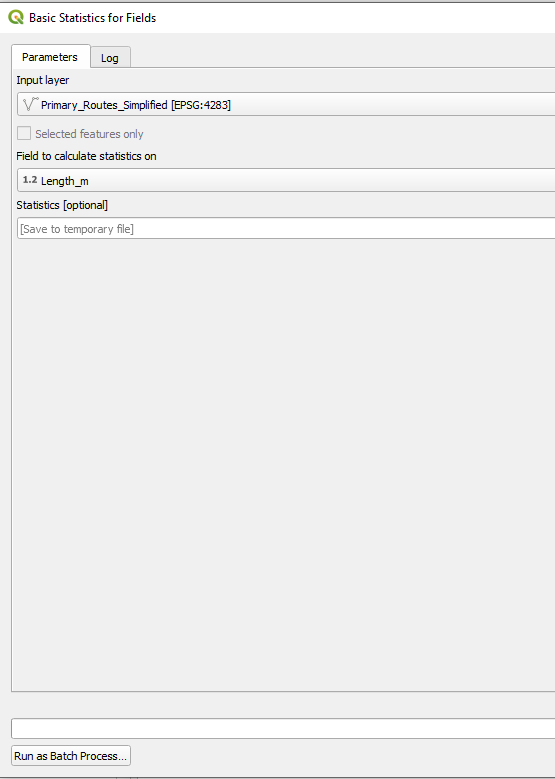 Basic Statistics for Fields
Parameters
Log
Input layer
Primary_Routes_Simplified [EPSG:4283]
Selected features only
Field to calculate statistics on
1.2 Length_m
Statistics [optional]
[Save to temporary file]
Run as Batch Process...